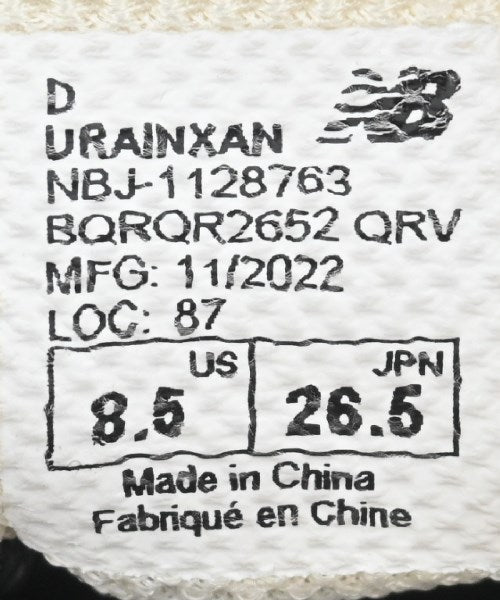 D
URAINXAN
NBJ-1128763
BQRQR2652 QRV
MFG: 11/2022
LOC: 87
US
8.5
JPN
26.5
Made in China
Fabriqué en Chine